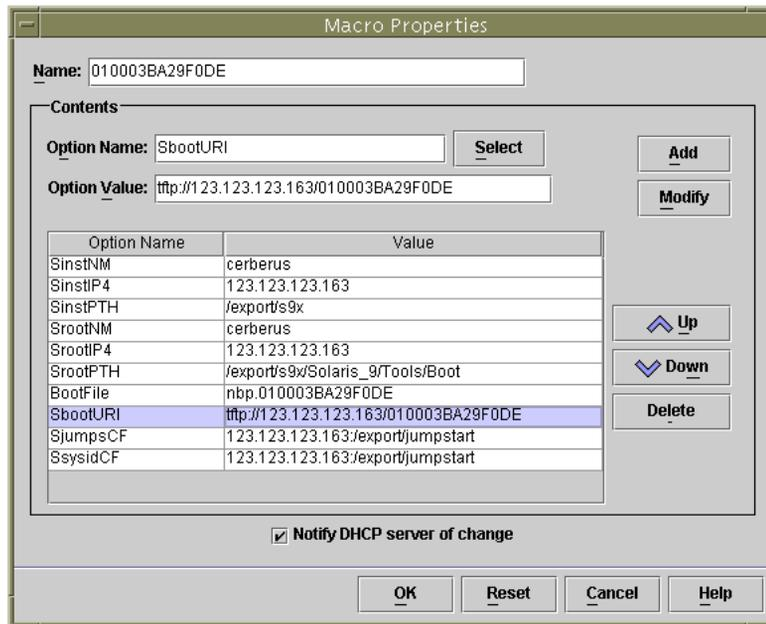 Macro Properties
Name: 010003BA29F0DE
Contents
Option Name: SbootURI Select Add
Option Value: tftp://123.123.123.163/010003BA29F0DE Modify
Option Name Value
SinstNM cerberus
SinstIP4 123.123.123.163
SinstPTH /export/s9x
SrootNM cerberus
SrootIP4 123.123.123.163
SrootPTH /export/s9x/Solaris_9/Tools/Boot
BootFile nbp.010003BA29F0DE
SbootURI tftp://123.123.123.163/010003BA29F0DE
SjumpsCF 123.123.123.163:/export/jumpstart
SsysidCF 123.123.123.163:/export/jumpstart
Up
Down
Delete
Notify DHCP server of change
OK Reset Cancel Help